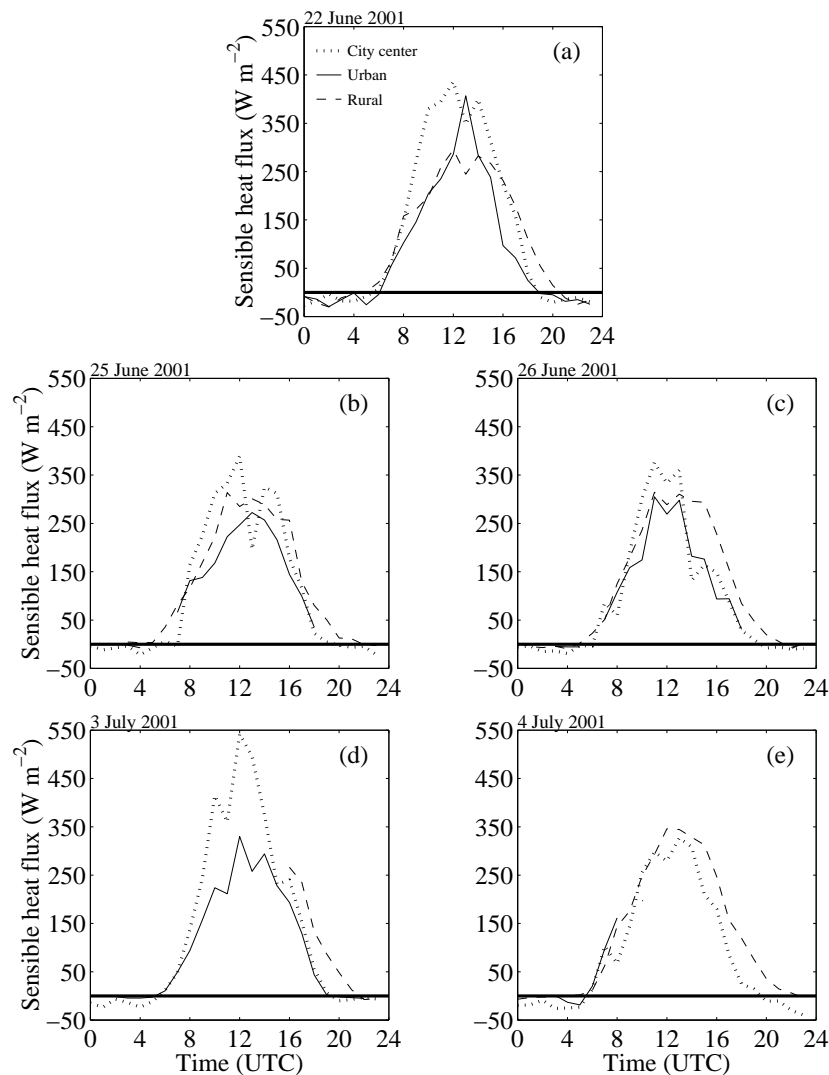 22 June 2001
(a)
City center
Urban
Rural
Sensible heat flux (W m−2)
550
450
350
250
150
50
−50
0 4 8 12 16 20 24
25 June 2001
(b)
Sensible heat flux (W m−2)
550
450
350
250
150
50
−50
0 4 8 12 16 20 24
26 June 2001
(c)
550
450
350
250
150
50
−50
0 4 8 12 16 20 24
3 July 2001
(d)
Sensible heat flux (W m−2)
550
450
350
250
150
50
−50
0 4 8 12 16 20 24
Time (UTC)
4 July 2001
(e)
550
450
350
250
150
50
−50
0 4 8 12 16 20 24
Time (UTC)